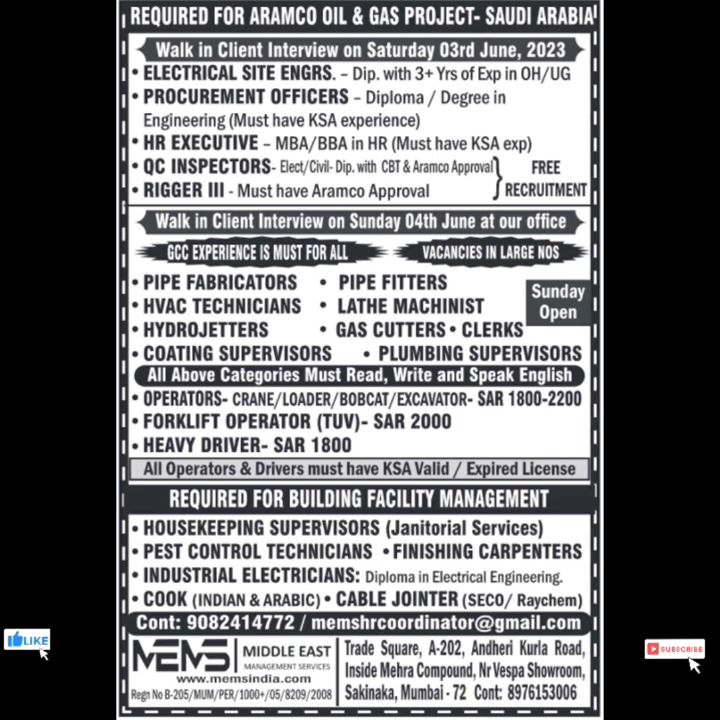 REQUIRED FOR ARAMCO OIL & GAS PROJECT- SAUDI ARABIA
Walk in Client Interview on Saturday 03rd June, 2023
• ELECTRICAL SITE ENGRS. – Dip. with 3+ Yrs of Exp in OH/UG
• PROCUREMENT OFFICERS – Diploma / Degree in
Engineering (Must have KSA experience)
• HR EXECUTIVE – MBA/BBA in HR (Must have KSA exp)
• QC INSPECTORS- Elect/Civil- Dip. with CBT & Aramco Approval
• RIGGER III - Must have Aramco Approval
FREE
RECRUITMENT
Walk in Client Interview on Sunday 04th June at our office
GCC EXPERIENCE IS MUST FOR ALL
VACANCIES IN LARGE NOS
• PIPE FABRICATORS • PIPE FITTERS
• HVAC TECHNICIANS • LATHE MACHINIST
• HYDROJETTERS • GAS CUTTERS • CLERKS
Sunday
Open
• COATING SUPERVISORS • PLUMBING SUPERVISORS
All Above Categories Must Read, Write and Speak English
• OPERATORS- CRANE/LOADER/BOBCAT/EXCAVATOR- SAR 1800-2200
• FORKLIFT OPERATOR (TUV)- SAR 2000
• HEAVY DRIVER- SAR 1800
All Operators & Drivers must have KSA Valid / Expired License
REQUIRED FOR BUILDING FACILITY MANAGEMENT
• HOUSEKEEPING SUPERVISORS (Janitorial Services)
• PEST CONTROL TECHNICIANS • FINISHING CARPENTERS
• INDUSTRIAL ELECTRICIANS: Diploma in Electrical Engineering.
• COOK (INDIAN & ARABIC) • CABLE JOINTER (SECO/ Raychem)
Cont: 9082414772 / memshrcoordinator@gmail.com
MEMS
MIDDLE EAST
MANAGEMENT SERVICES
www.memsindia.com
Regn No B-205/MUM/PER/1000+/05/8209/2008
Trade Square, A-202, Andheri Kurla Road,
Inside Mehra Compound, Nr Vespa Showroom,
Sakinaka, Mumbai - 72 Cont: 8976153006
LIKE
SUBSCRIBE